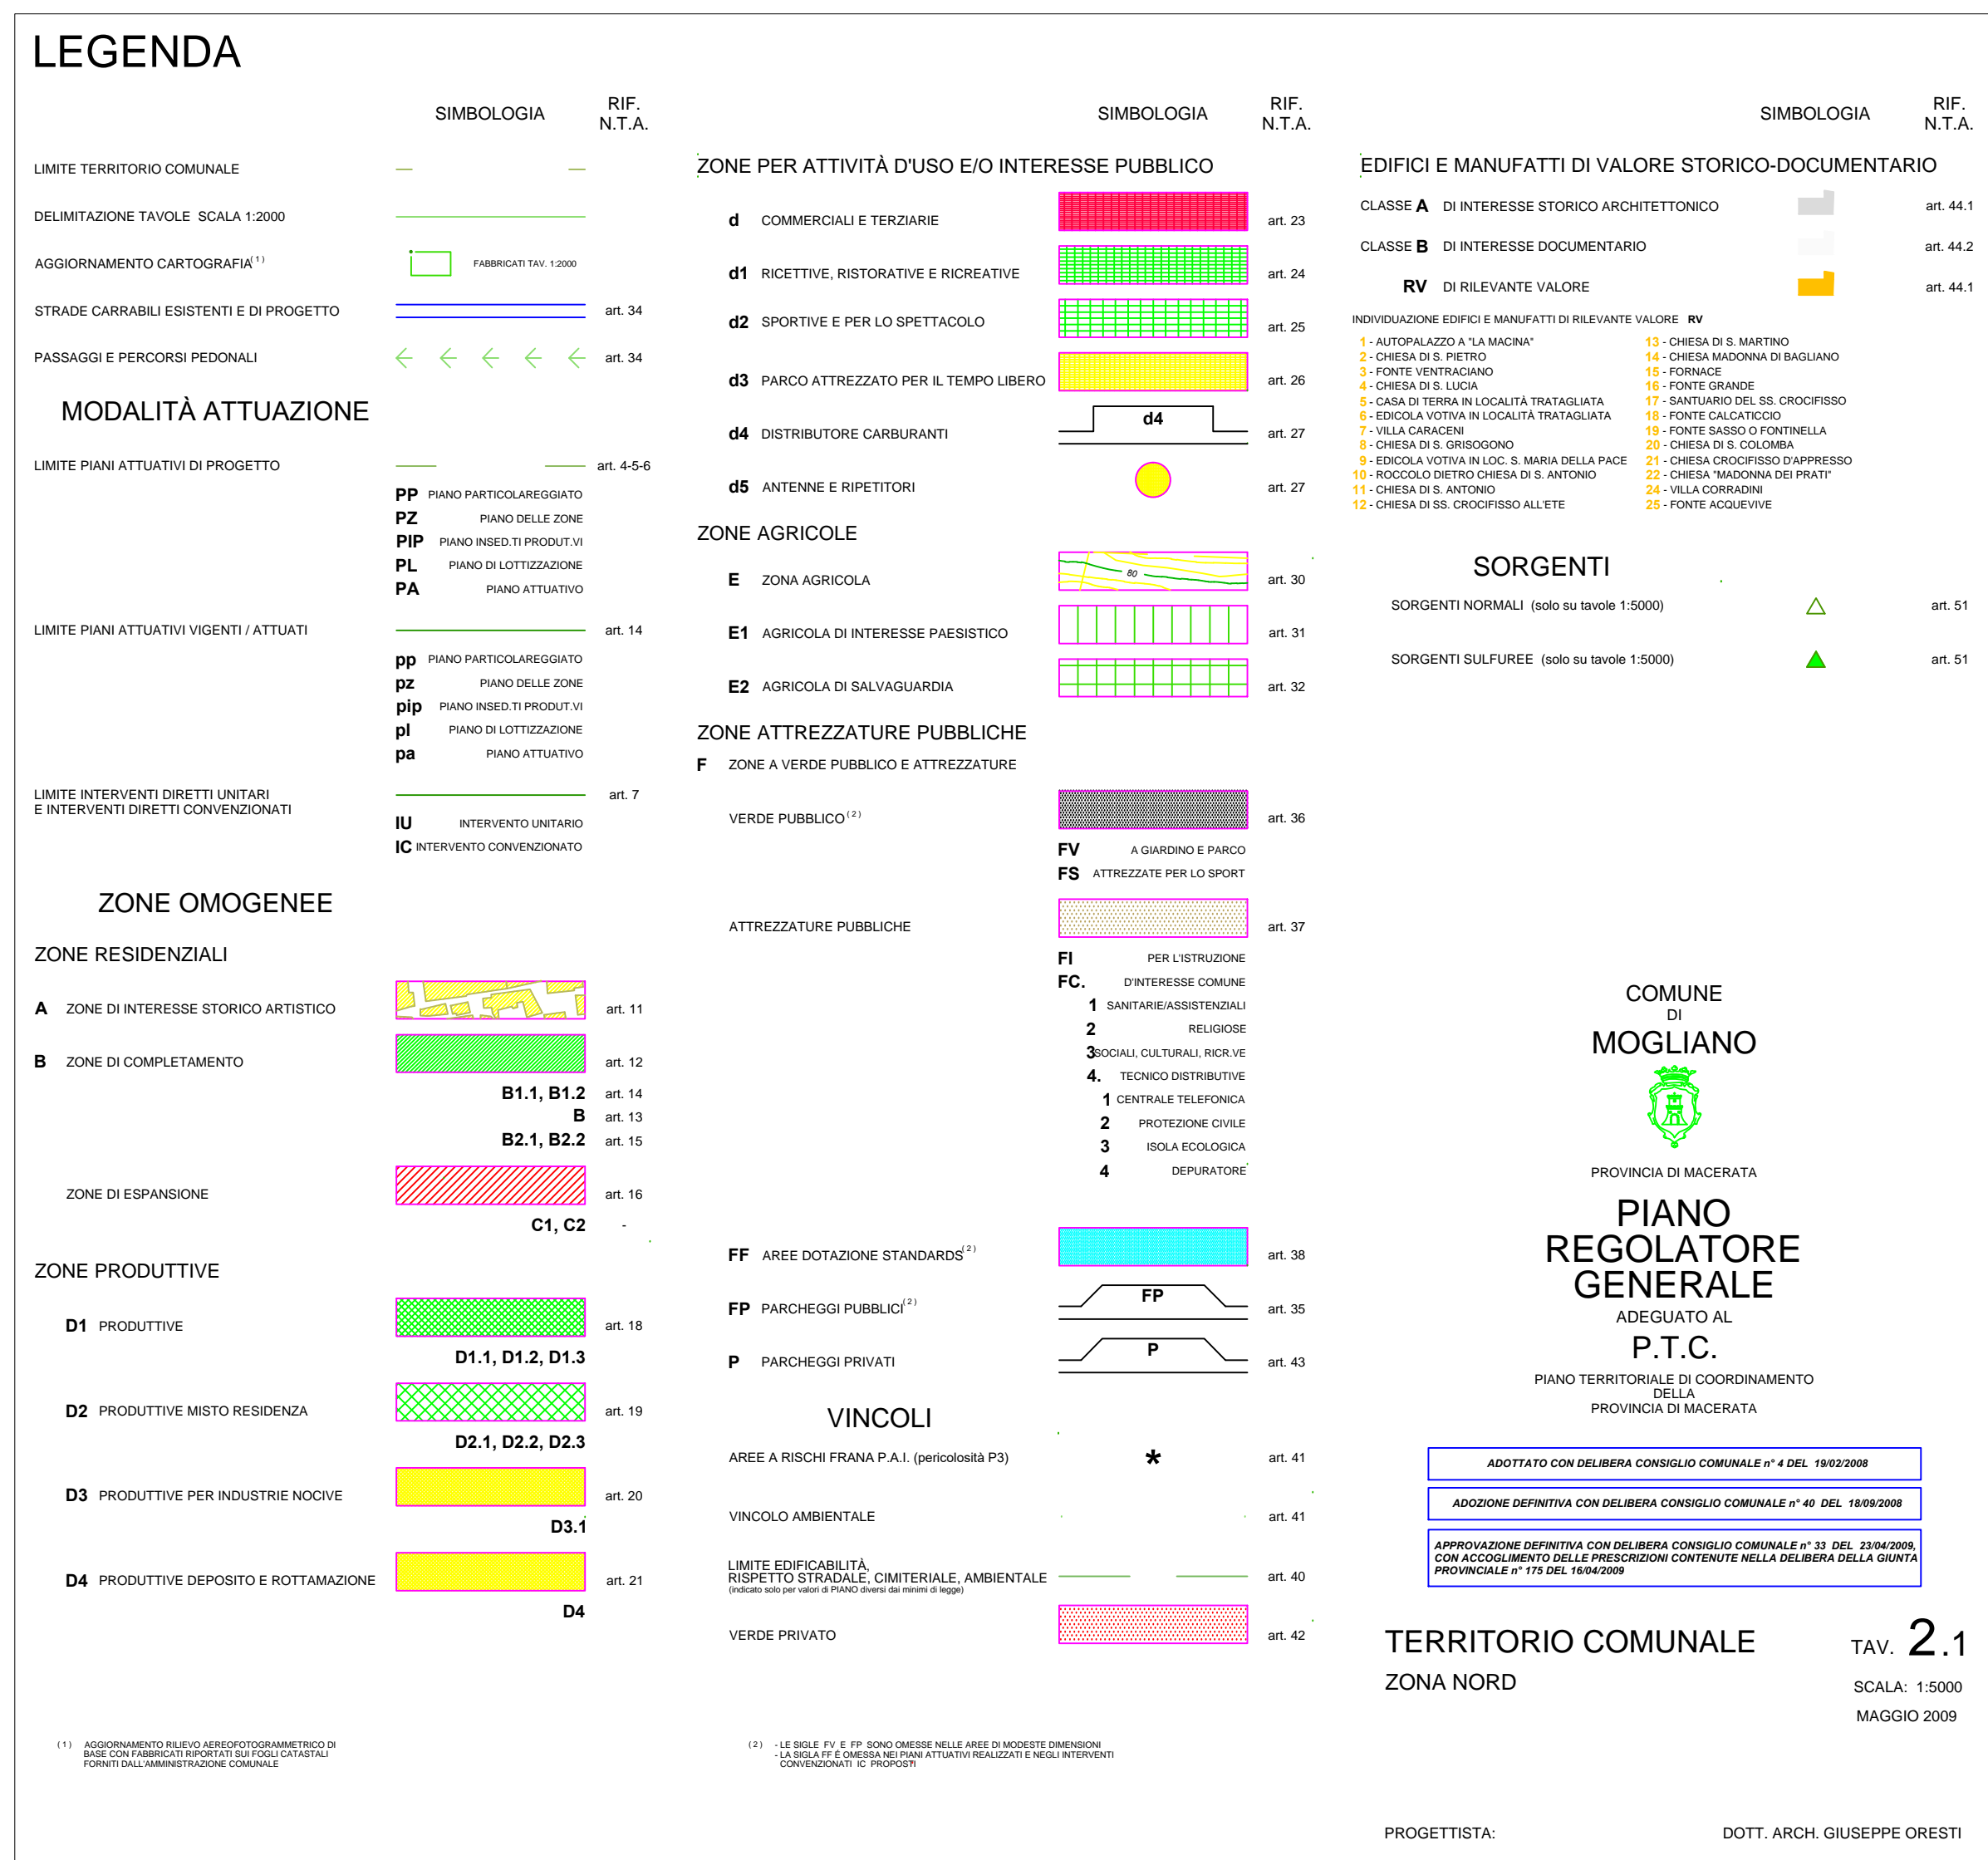 LEGENDA
SIMBOLOGIA
RIF.
N.T.A.
LIMITE TERRITORIO COMUNALE
DELIMITAZIONE TAVOLE SCALA 1:2000
AGGIORNAMENTO CARTOGRAFIA(1) FABBRICATI TAV. 1:2000
STRADE CARRABILI ESISTENTI E DI PROGETTO art. 34
PASSAGGI E PERCORSI PEDONALI art. 34
MODALITÀ ATTUAZIONE
LIMITE PIANI ATTUATIVI DI PROGETTO art. 4-5-6
PP PIANO PARTICOLAREGGIATO
PZ PIANO DELLE ZONE
PIP PIANO INSED.TI PRODUT.VI
PL PIANO DI LOTTIZZAZIONE
PA PIANO ATTUATIVO
LIMITE PIANI ATTUATIVI VIGENTI / ATTUATI art. 14
pp PIANO PARTICOLAREGGIATO
pz PIANO DELLE ZONE
pip PIANO INSED.TI PRODUT.VI
pl PIANO DI LOTTIZZAZIONE
pa PIANO ATTUATIVO
LIMITE INTERVENTI DIRETTI UNITARI
E INTERVENTI DIRETTI CONVENZIONATI art. 7
IU INTERVENTO UNITARIO
IC INTERVENTO CONVENZIONATO
ZONE OMOGENEE
ZONE RESIDENZIALI
A ZONE DI INTERESSE STORICO ARTISTICO art. 11
B ZONE DI COMPLETAMENTO art. 12
B1.1, B1.2 art. 14
B art. 13
B2.1, B2.2 art. 15
ZONE DI ESPANSIONE art. 16
C1, C2 -
ZONE PRODUTTIVE
D1 PRODUTTIVE art. 18
D1.1, D1.2, D1.3
D2 PRODUTTIVE MISTO RESIDENZA art. 19
D2.1, D2.2, D2.3
D3 PRODUTTIVE PER INDUSTRIE NOCIVE art. 20
D3.1
D4 PRODUTTIVE DEPOSITO E ROTTAMAZIONE art. 21
D4
(1) AGGIORNAMENTO RILIEVO AEREOFOTOGRAMMETRICO DI
BASE CON FABBRICATI RIPORTATI SUI FOGLI CATASTALI
FORNITI DALL'AMMINISTRAZIONE COMUNALE
SIMBOLOGIA
RIF.
N.T.A.
ZONE PER ATTIVITÀ D'USO E/O INTERESSE PUBBLICO
d COMMERCIALI E TERZIARIE art. 23
d1 RICETTIVE, RISTORATIVE E RICREATIVE art. 24
d2 SPORTIVE E PER LO SPETTACOLO art. 25
d3 PARCO ATTREZZATO PER IL TEMPO LIBERO art. 26
d4 DISTRIBUTORE CARBURANTI d4 art. 27
d5 ANTENNE E RIPETITORI art. 27
ZONE AGRICOLE
E ZONA AGRICOLA 80 art. 30
E1 AGRICOLA DI INTERESSE PAESISTICO art. 31
E2 AGRICOLA DI SALVAGUARDIA art. 32
ZONE ATTREZZATURE PUBBLICHE
F ZONE A VERDE PUBBLICO E ATTREZZATURE
VERDE PUBBLICO(2) art. 36
FV A GIARDINO E PARCO
FS ATTREZZATE PER LO SPORT
ATTREZZATURE PUBBLICHE art. 37
FI PER L'ISTRUZIONE
FC. D'INTERESSE COMUNE
1 SANITARIE/ASSISTENZIALI
2 RELIGIOSE
3 SOCIALI, CULTURALI, RICR.VE
4. TECNICO DISTRIBUTIVE
1 CENTRALE TELEFONICA
2 PROTEZIONE CIVILE
3 ISOLA ECOLOGICA
4 DEPURATORE
FF AREE DOTAZIONE STANDARDS(2) art. 38
FP PARCHEGGI PUBBLICI(2) FP art. 35
P PARCHEGGI PRIVATI P art. 43
VINCOLI
AREE A RISCHI FRANA P.A.I. (pericolosità P3) * art. 41
VINCOLO AMBIENTALE art. 41
LIMITE EDIFICABILITÀ,
RISPETTO STRADALE, CIMITERIALE, AMBIENTALE art. 40
(indicato solo per valori di PIANO diversi dai minimi di legge)
VERDE PRIVATO art. 42
(2) - LE SIGLE FV E FP SONO OMESSE NELLE AREE DI MODESTE DIMENSIONI
- LA SIGLA FF È OMESSA NEI PIANI ATTUATIVI REALIZZATI E NEGLI INTERVENTI
CONVENZIONATI IC PROPOSTI
SIMBOLOGIA
RIF.
N.T.A.
EDIFICI E MANUFATTI DI VALORE STORICO-DOCUMENTARIO
CLASSE A DI INTERESSE STORICO ARCHITETTONICO art. 44.1
CLASSE B DI INTERESSE DOCUMENTARIO art. 44.2
RV DI RILEVANTE VALORE art. 44.1
INDIVIDUAZIONE EDIFICI E MANUFATTI DI RILEVANTE VALORE RV
1 - AUTOPALAZZO A "LA MACINA"
2 - CHIESA DI S. PIETRO
3 - FONTE VENTRACIANO
4 - CHIESA DI S. LUCIA
5 - CASA DI TERRA IN LOCALITÀ TRATAGLIATA
6 - EDICOLA VOTIVA IN LOCALITÀ TRATAGLIATA
7 - VILLA CARACENI
8 - CHIESA DI S. GRISOGONO
9 - EDICOLA VOTIVA IN LOC. S. MARIA DELLA PACE
10 - ROCCOLO DIETRO CHIESA DI S. ANTONIO
11 - CHIESA DI S. ANTONIO
12 - CHIESA DI SS. CROCIFISSO ALL'ETE
13 - CHIESA DI S. MARTINO
14 - CHIESA MADONNA DI BAGLIANO
15 - FORNACE
16 - FONTE GRANDE
17 - SANTUARIO DEL SS. CROCIFISSO
18 - FONTE CALCATICCIO
19 - FONTE SASSO O FONTINELLA
20 - CHIESA DI S. COLOMBA
21 - CHIESA CROCIFISSO D'APPRESSO
22 - CHIESA "MADONNA DEI PRATI"
24 - VILLA CORRADINI
25 - FONTE ACQUEVIVE
SORGENTI
SORGENTI NORMALI (solo su tavole 1:5000) art. 51
SORGENTI SULFUREE (solo su tavole 1:5000) art. 51
COMUNE
DI
MOGLIANO
PROVINCIA DI MACERATA
PIANO
REGOLATORE
GENERALE
ADEGUATO AL
P.T.C.
PIANO TERRITORIALE DI COORDINAMENTO
DELLA
PROVINCIA DI MACERATA
ADOTTATO CON DELIBERA CONSIGLIO COMUNALE n° 4 DEL 19/02/2008
ADOZIONE DEFINITIVA CON DELIBERA CONSIGLIO COMUNALE n° 40 DEL 18/09/2008
APPROVAZIONE DEFINITIVA CON DELIBERA CONSIGLIO COMUNALE n° 33 DEL 23/04/2009,
CON ACCOGLIMENTO DELLE PRESCRIZIONI CONTENUTE NELLA DELIBERA DELLA GIUNTA
PROVINCIALE n° 175 DEL 16/04/2009
TERRITORIO COMUNALE TAV. 2.1
ZONA NORD SCALA: 1:5000
MAGGIO 2009
PROGETTISTA: DOTT. ARCH. GIUSEPPE ORESTI